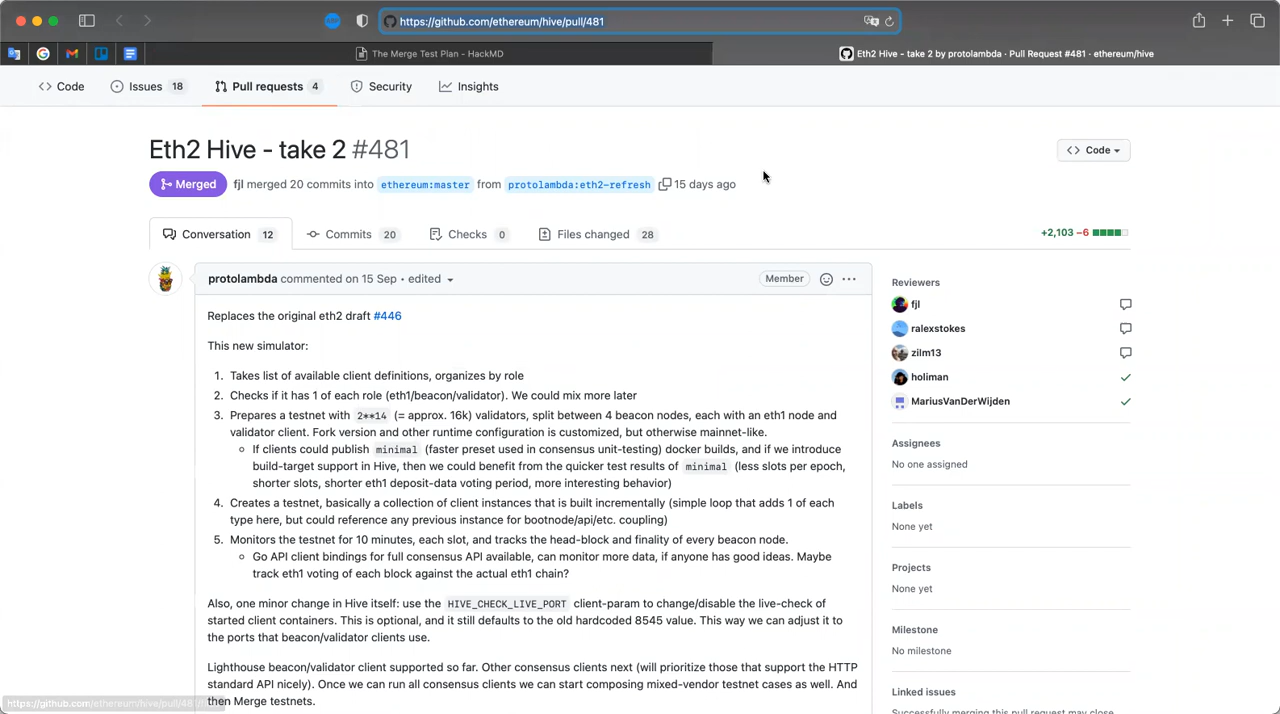 https://github.com/ethereum/hive/pull/481
The Merge Test Plan - HackMD
Eth2 Hive - take 2 by protolambda · Pull Request #481 · ethereum/hive
<> Code
Issues 18
Pull requests 4
Security
Insights
Eth2 Hive - take 2 #481
<> Code
Merged
fjl merged 20 commits into ethereum:master from protolambda:eth2-refresh 15 days ago
Conversation 12
Commits 20
Checks 0
Files changed 28
+2,103 −6
protolambda commented on 15 Sep • edited
Member
Replaces the original eth2 draft #446
This new simulator:
1. Takes list of available client definitions, organizes by role
2. Checks if it has 1 of each role (eth1/beacon/validator). We could mix more later
3. Prepares a testnet with 2**14 (= approx. 16k) validators, split between 4 beacon nodes, each with an eth1 node and
validator client. Fork version and other runtime configuration is customized, but otherwise mainnet-like.
If clients could publish minimal (faster preset used in consensus unit-testing) docker builds, and if we introduce
build-target support in Hive, then we could benefit from the quicker test results of minimal (less slots per epoch,
shorter slots, shorter eth1 deposit-data voting period, more interesting behavior)
4. Creates a testnet, basically a collection of client instances that is built incrementally (simple loop that adds 1 of each
type here, but could reference any previous instance for bootnode/api/etc. coupling)
5. Monitors the testnet for 10 minutes, each slot, and tracks the head-block and finality of every beacon node.
Go API client bindings for full consensus API available, can monitor more data, if anyone has good ideas. Maybe
track eth1 voting of each block against the actual eth1 chain?
Also, one minor change in Hive itself: use the HIVE_CHECK_LIVE_PORT client-param to change/disable the live-check of
started client containers. This is optional, and it still defaults to the old hardcoded 8545 value. This way we can adjust it to
the ports that beacon/validator clients use.
Lighthouse beacon/validator client supported so far. Other consensus clients next (will prioritize those that support the HTTP
standard API nicely). Once we can run all consensus clients we can start composing mixed-vendor testnet cases as well. And
then Merge testnets.
Reviewers
fjl
ralexstokes
zilm13
holiman
MariusVanDerWijden
Assignees
No one assigned
Labels
None yet
Projects
None yet
Milestone
No milestone
Linked issues
Successfully merging this pull request may close
https://github.com/ethereum/hive/pull/481